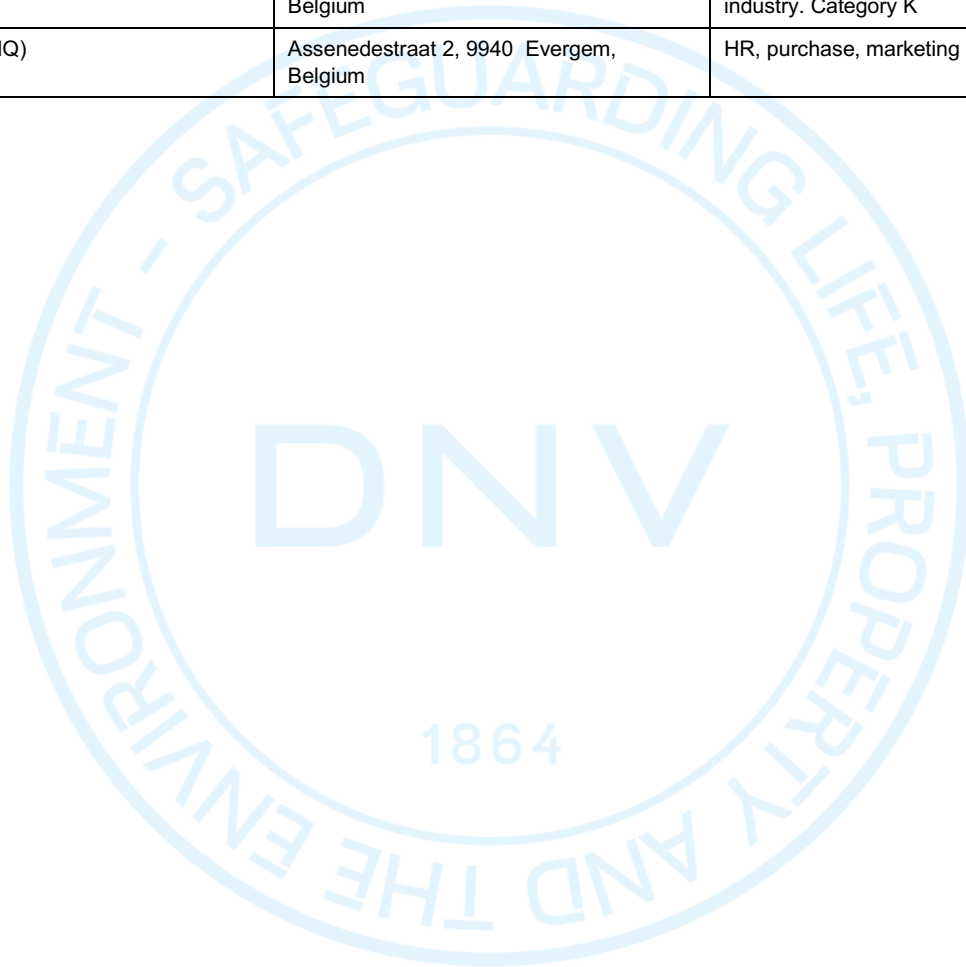 Belgium industry. Category K
Q) Assenedestraat 2, 9940 Evergem, HR, purchase, marketing
Belgium
SAFEGUARDING LIFE, PROPERTY AND THE ENVIRONMENT -
DNV
1864